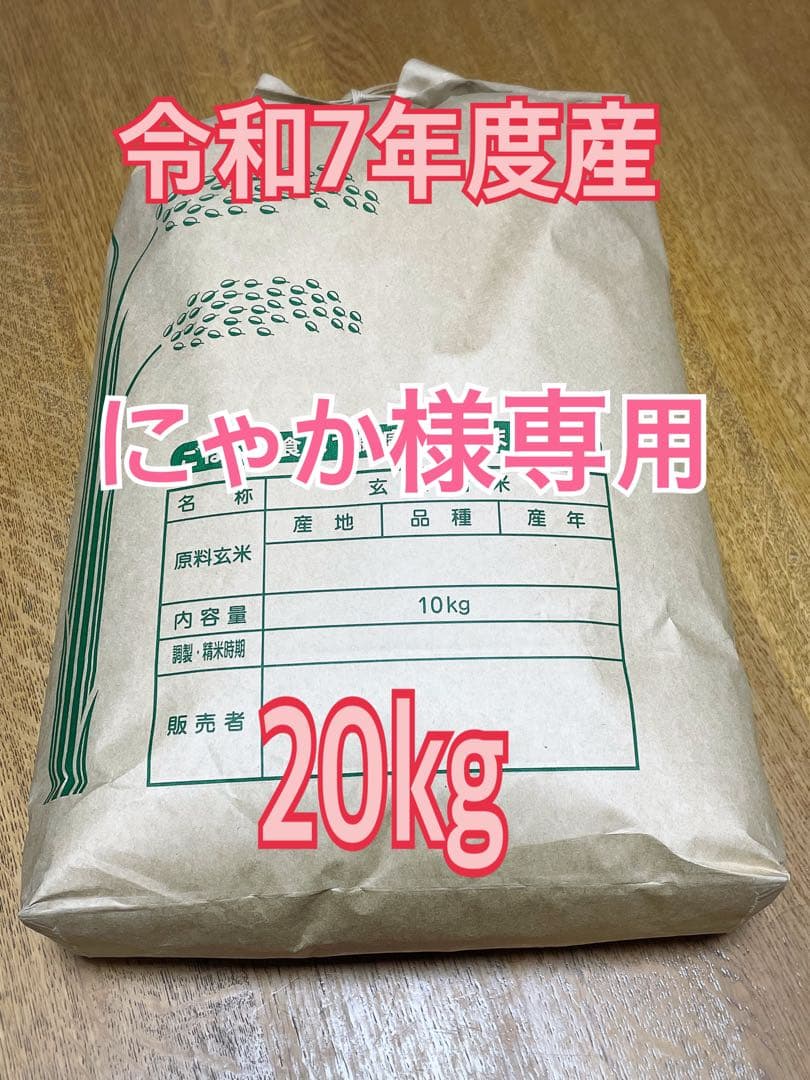 令和7年度産
にゃか様専用
名称 玄 米
産地 品種 産年
原料玄米
内容量 10kg
調製・精米時期
販売者
20kg